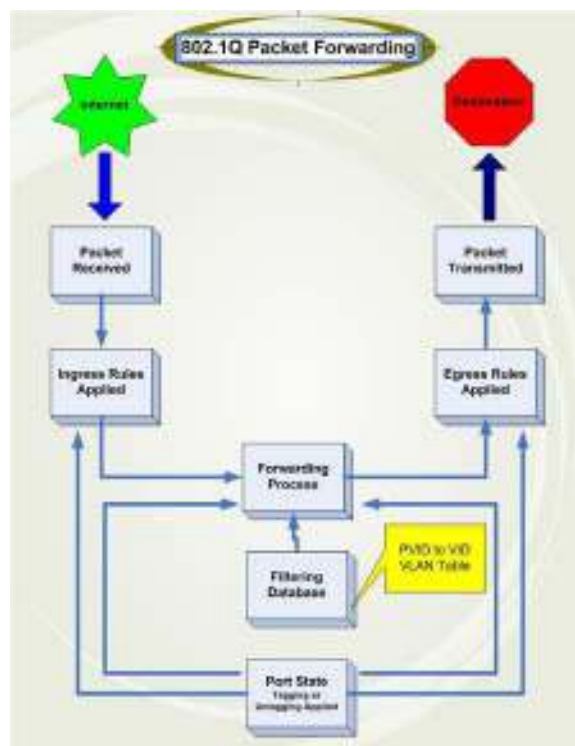 802.1Q Packet Forwarding
Internet
Destination
Packet
Received
Packet
Transmitted
Ingress Rules
Applied
Egress Rules
Applied
Forwarding
Process
PVID to VID
VLAN Table
Filtering
Database
Port State
Tagging or
Untagging Applied